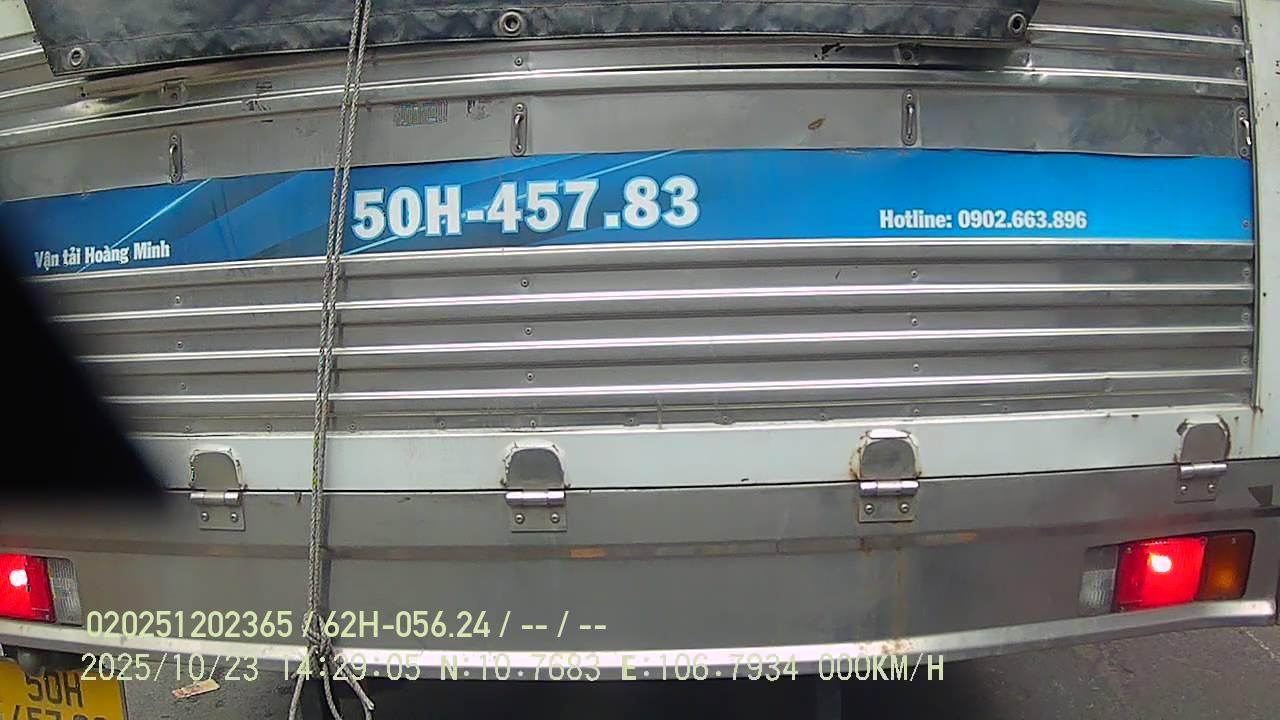 50H-457.83
Hotline: 0902.663.896
Vận tải Hoàng Minh
020251202365 / 62H-056.24 / -- / --
2025/10/23 14:29:05 N:10.7683 E:106.7934 000KM/H
50H